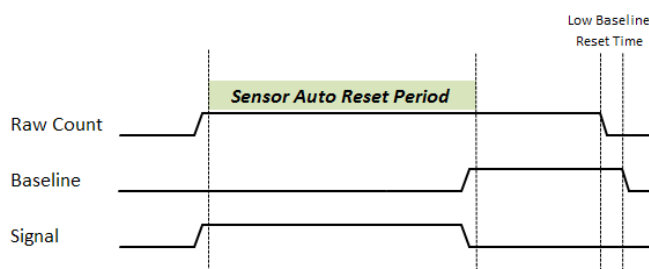 Low Baseline
Reset Time
Sensor Auto Reset Period
Raw Count
Baseline
Signal